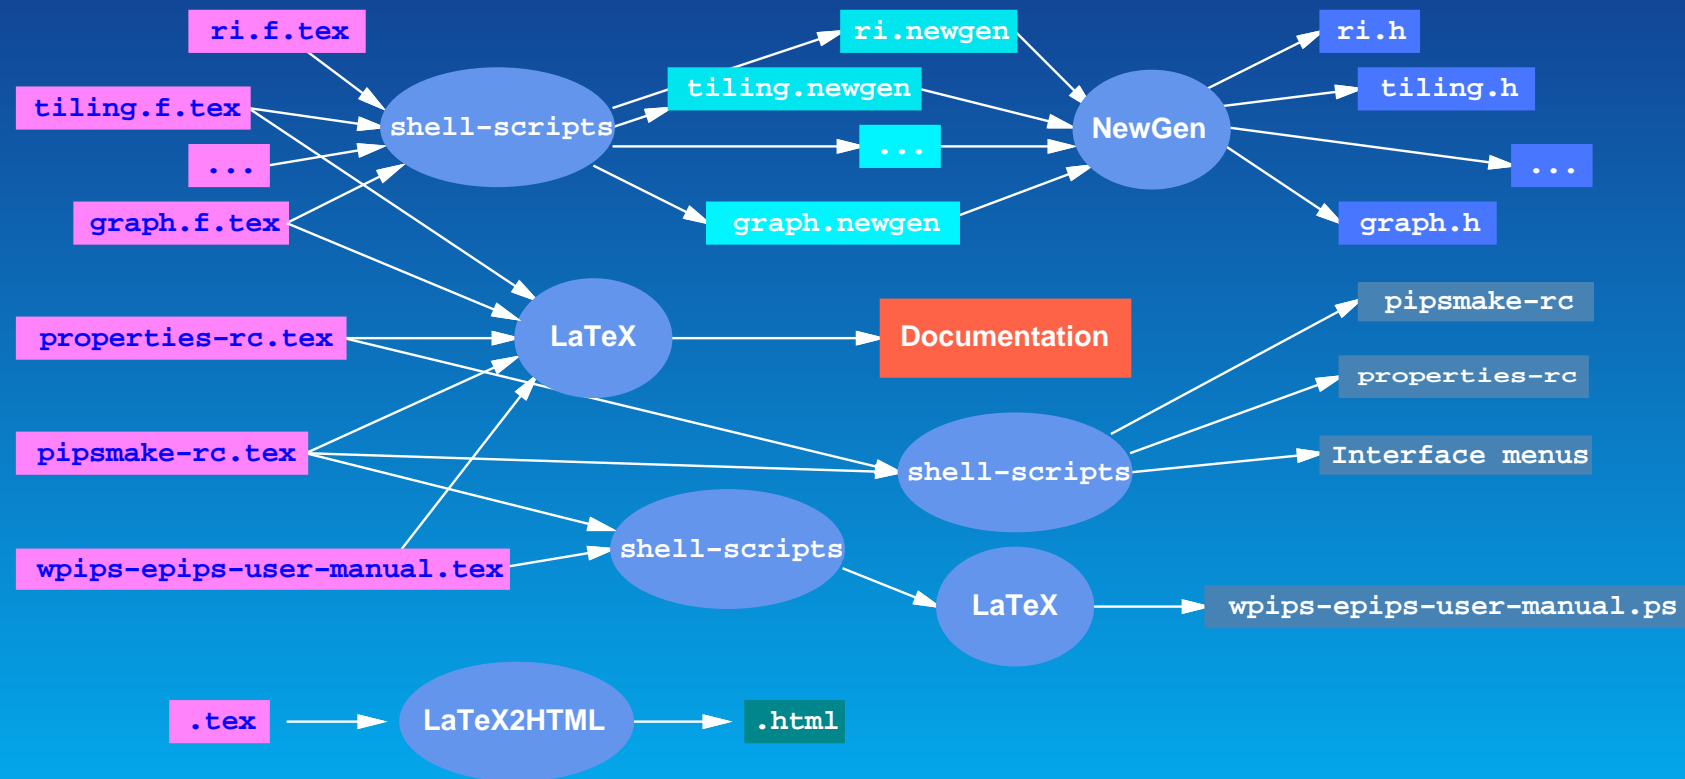 ri.f.tex
ri.newgen
ri.h
tiling.f.tex
shell-scripts
tiling.newgen
NewGen
tiling.h
...
...
...
graph.f.tex
graph.newgen
graph.h
properties-rc.tex
LaTeX
Documentation
pipsmake-rc
properties-rc
pipsmake-rc.tex
shell-scripts
Interface menus
wpips-epips-user-manual.tex
shell-scripts
LaTeX
wpips-epips-user-manual.ps
.tex
LaTeX2HTML
.html